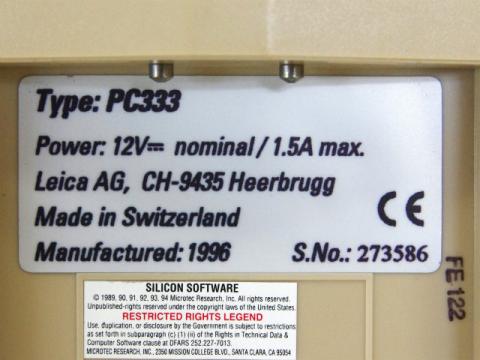 Type: PC333
Power: 12V⎓ nominal / 1.5A max.
Leica AG, CH-9435 Heerbrugg
Made in Switzerland
Manufactured: 1996 S.No.: 273586
CE
FE 122
SILICON SOFTWARE
© 1989, 90, 91, 92, 93, 94 Microtec Research, Inc. All rights reserved.
Unpublished-rights reserved under the copyright laws of the United States.
RESTRICTED RIGHTS LEGEND
Use, duplication, or disclosure by the Government is subject to restrictions
as set forth in subparagraph (c) (1) (ii) of the Rights in Technical Data &
Computer Software clause at DFARS 252.227-7013.
MICROTEC RESEARCH, INC., 2350 MISSION COLLEGE BLVD., SANTA CLARA, CA 95054